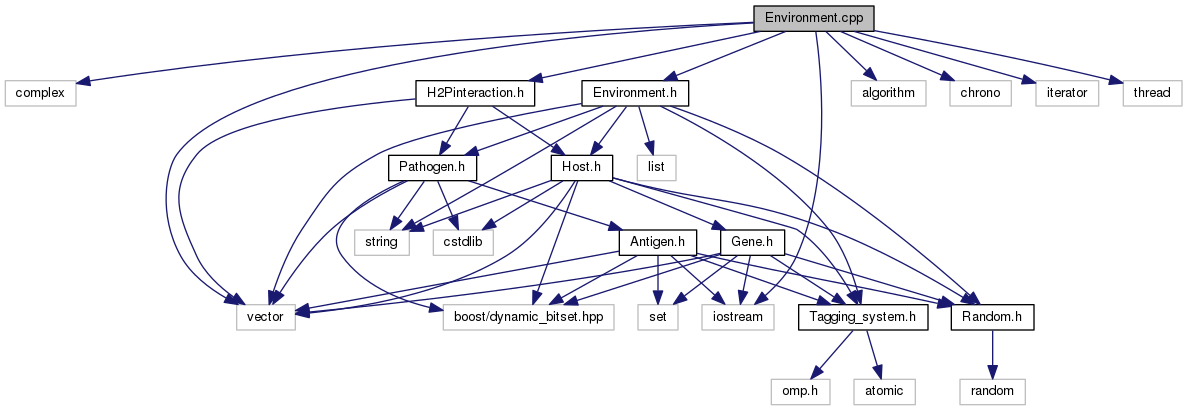 Environment.cpp
complex
H2Pinteraction.h
Environment.h
algorithm
chrono
iterator
thread
Pathogen.h
Host.h
list
string
cstdlib
Antigen.h
Gene.h
vector
boost/dynamic_bitset.hpp
set
iostream
Tagging_system.h
Random.h
omp.h
atomic
random